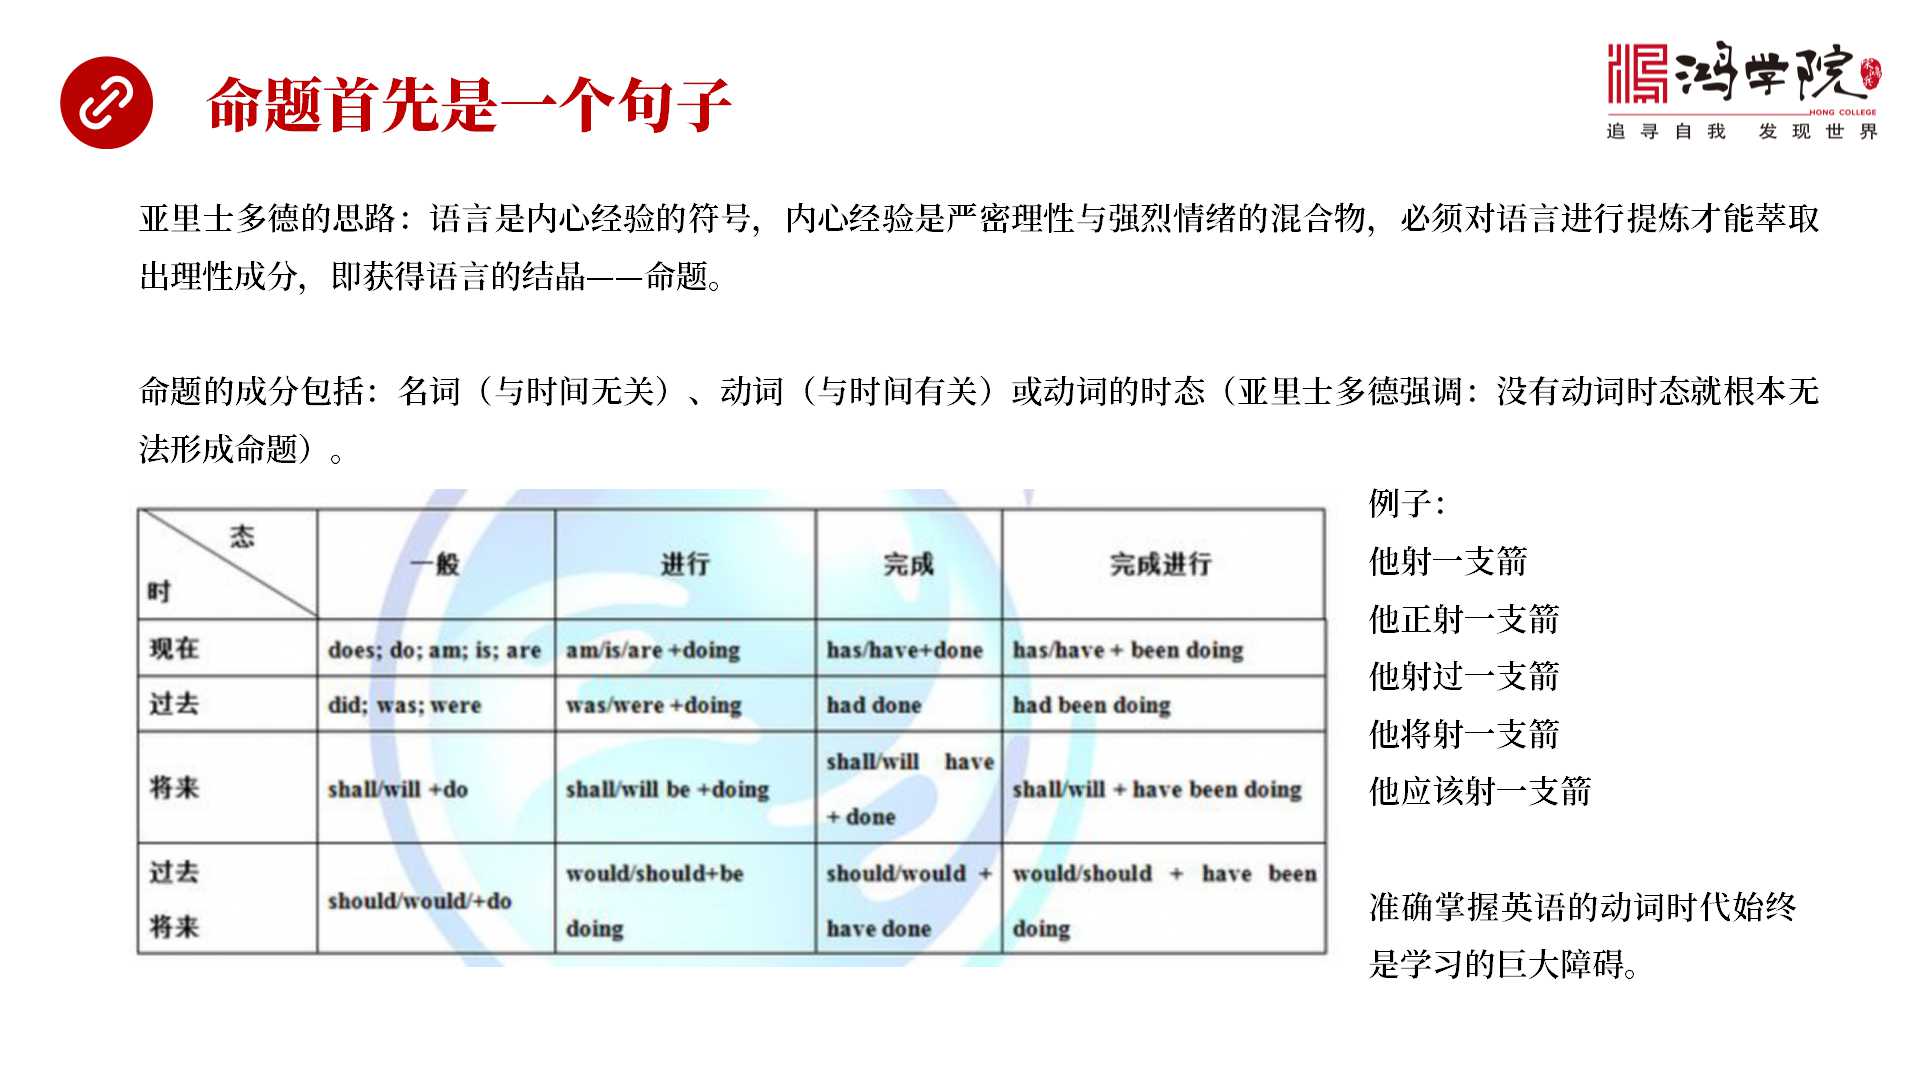 命题首先是一个句子
鸿学院
HONG COLLEGE
追寻自我 发现世界
亚里士多德的思路：语言是内心经验的符号，内心经验是严密理性与强烈情绪的混合物，必须对语言进行提炼才能萃取
出理性成分，即获得语言的结晶——命题。
命题的成分包括：名词（与时间无关）、动词（与时间有关）或动词的时态（亚里士多德强调：没有动词时态就根本无
法形成命题）。
态
时
一般 进行 完成 完成进行
现在 does; do; am; is; are am/is/are +doing has/have+done has/have + been doing
过去 did; was; were was/were +doing had done had been doing
将来 shall/will +do shall/will be +doing shall/will have + done shall/will + have been doing
过去将来 should/would/+do would/should+be doing should/would + have done would/should + have been doing
例子：
他射一支箭
他正射一支箭
他射过一支箭
他将射一支箭
他应该射一支箭
准确掌握英语的动词时代始终
是学习的巨大障碍。